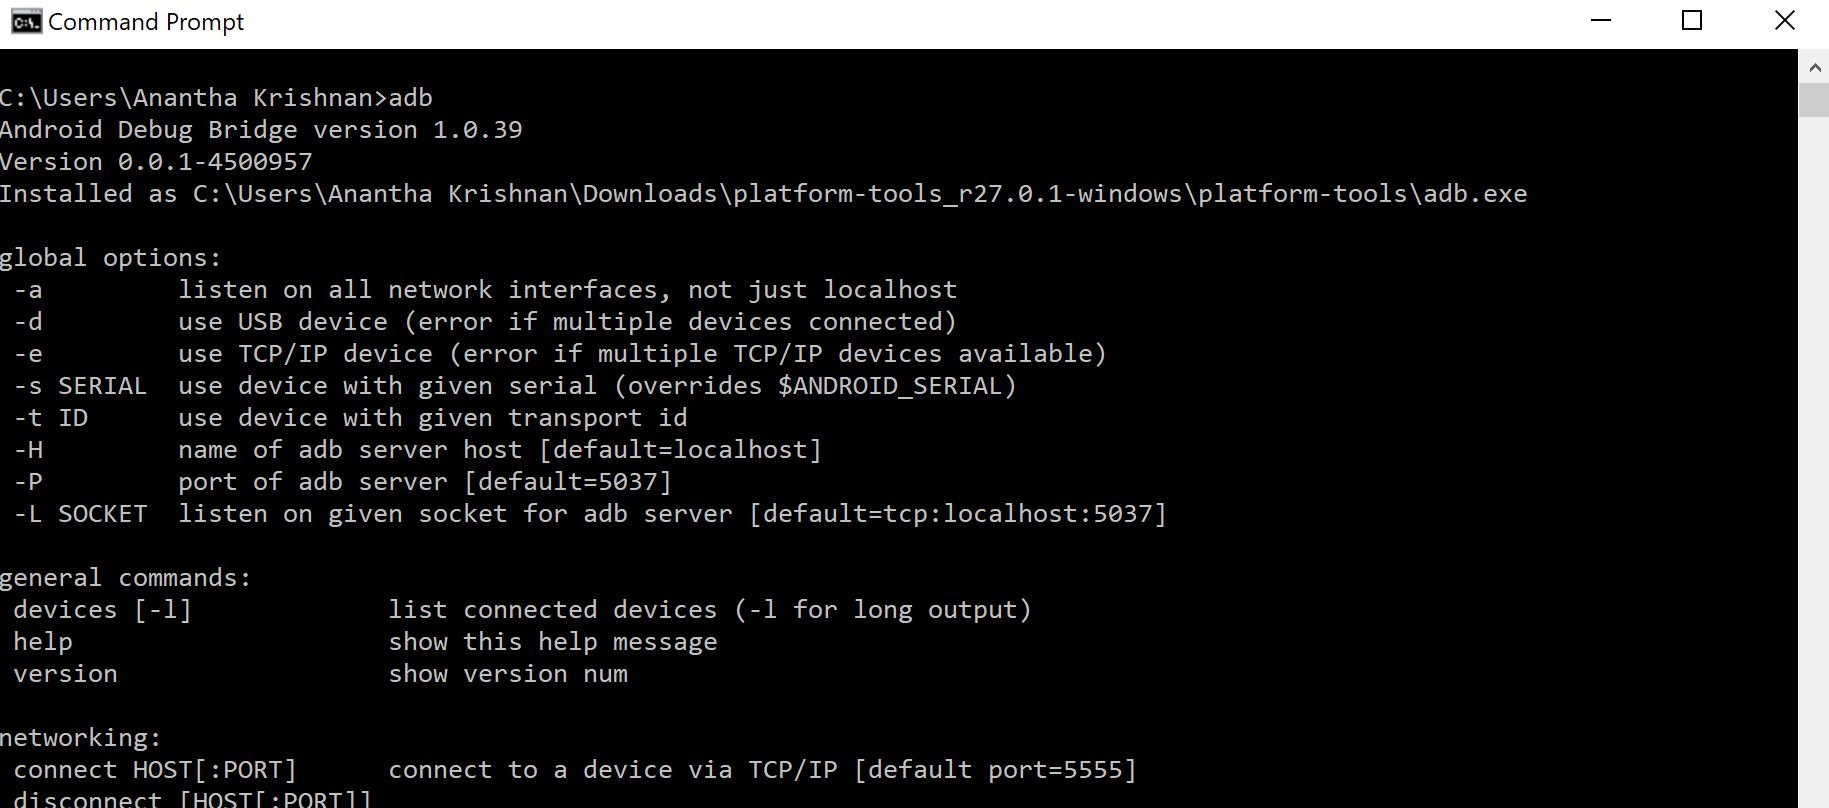 Command Prompt
C:\Users\Anantha Krishnan>adb
Android Debug Bridge version 1.0.39
Version 0.0.1-4500957
Installed as C:\Users\Anantha Krishnan\Downloads\platform-tools_r27.0.1-windows\platform-tools\adb.exe
global options:
-a listen on all network interfaces, not just localhost
-d use USB device (error if multiple devices connected)
-e use TCP/IP device (error if multiple TCP/IP devices available)
-s SERIAL use device with given serial (overrides $ANDROID_SERIAL)
-t ID use device with given transport id
-H name of adb server host [default=localhost]
-P port of adb server [default=5037]
-L SOCKET listen on given socket for adb server [default=tcp:localhost:5037]
general commands:
devices [-l] list connected devices (-l for long output)
help show this help message
version show version num
networking:
connect HOST[:PORT] connect to a device via TCP/IP [default port=5555]
disconnect [HOST[:PORT]]